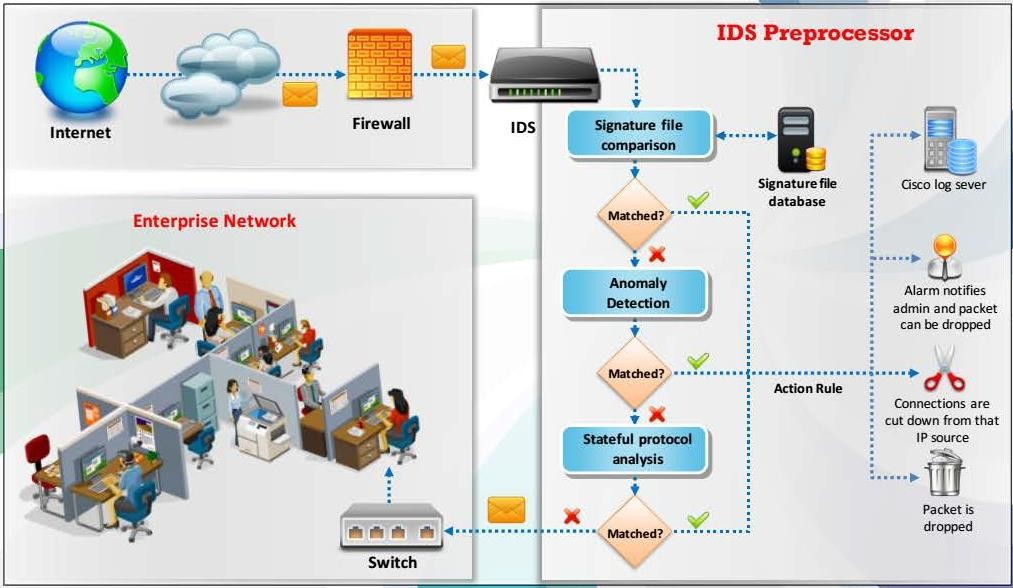 IDS Preprocessor
Internet
Firewall
IDS
Signature file
comparison
Signature file
database
Cisco log sever
Matched?
Enterprise Network
Anomaly
Detection
Alarm notifies
admin and packet
can be dropped
Matched?
Action Rule
Connections are
cut down from that
IP source
Stateful protocol
analysis
Packet is
dropped
Matched?
Switch